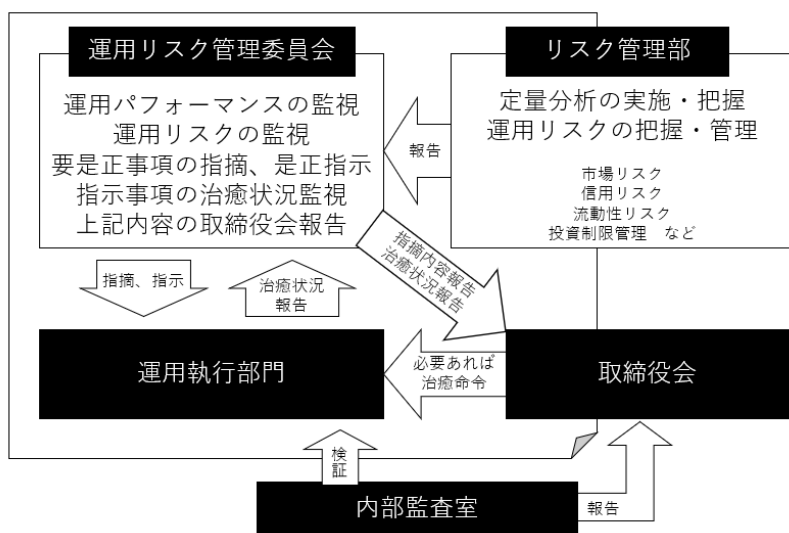 運用リスク管理委員会
運用パフォーマンスの監視
運用リスクの監視
要是正事項の指摘、是正指示
指示事項の治癒状況監視
上記内容の取締役会報告
リスク管理部
定量分析の実施・把握
運用リスクの把握・管理
市場リスク
信用リスク
流動性リスク
投資制限管理　など
報告
指摘内容報告
治癒状況報告
指摘、指示
治癒状況
報告
運用執行部門
必要あれば
治癒命令
取締役会
検証
内部監査室
報告